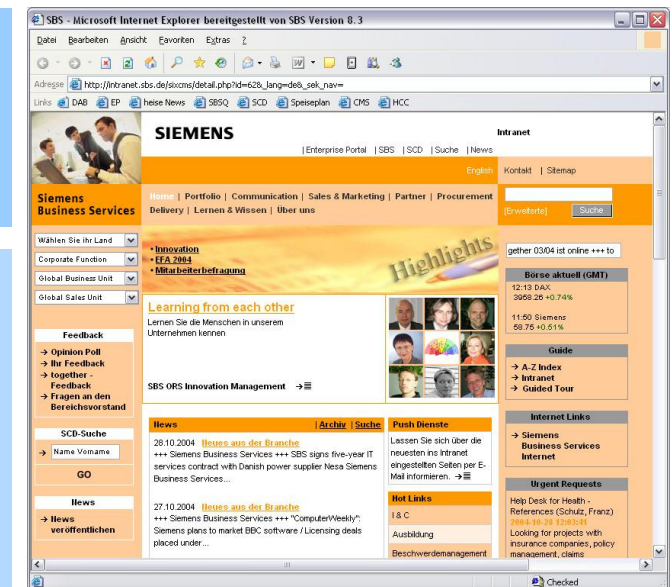 SBS - Microsoft Internet Explorer bereitgestellt von SBS Version 8.3
Datei Bearbeiten Ansicht Favoriten Extras ?
Adresse http://intranet.sbs.de/sixcms/detail.php?id=62&_lang=de&_sek_nav=
Links DAB EP heise News SBSQ SCD Speiseplan CMS HCC
SIEMENS
Intranet
| Enterprise Portal | SBS | SCD | Suche | News
English
Kontakt | Sitemap
Siemens
Business Services
Home | Portfolio | Communication | Sales & Marketing | Partner | Procurement
Delivery | Lernen & Wissen | Über uns
[Erweiterte] Suche
Wählen Sie ihr Land
Corporate Function
Global Business Unit
Global Sales Unit
• Innovation
• EFA 2004
• Mitarbeiterbefragung
Highlights
gether 03/04 ist online +++ to
Börse aktuell (GMT)
12:13 DAX
3958.26 +0.74%
11:50 Siemens
58.75 +0.51%
Learning from each other
Lernen Sie die Menschen in unserem
Unternehmen kennen
SBS ORS Innovation Management
Feedback
Opinion Poll
Ihr Feedback
together -
Feedback
Fragen an den
Bereichsvorstand
Guide
A-Z Index
Intranet
Guided Tour
SCD-Suche
Name Vorname
GO
News
News
veröffentlichen
News | Archiv | Suche
28.10.2004 Neues aus der Branche
+++ Siemens Business Services +++ SBS signs five-year IT
services contract with Danish power supplier Nesa Siemens
Business Services...
27.10.2004 Neues aus der Branche
+++ Siemens Business Services +++ "ComputerWeekly":
Siemens plans to market BBC software / Licensing deals
placed under...
Push Dienste
Lassen Sie sich über die
neuesten ins Intranet
eingestellten Seiten per E-
Mail informieren.
Hot Links
I & C
Ausbildung
Beschwerdemanagement
Internet Links
Siemens
Business Services
Internet
Urgent Requests
Help Desk for Health -
References (Schulz, Franz)
2004-10-28 12:03:41
Looking for projects with
insurance companies, policy
management, claims
Checked